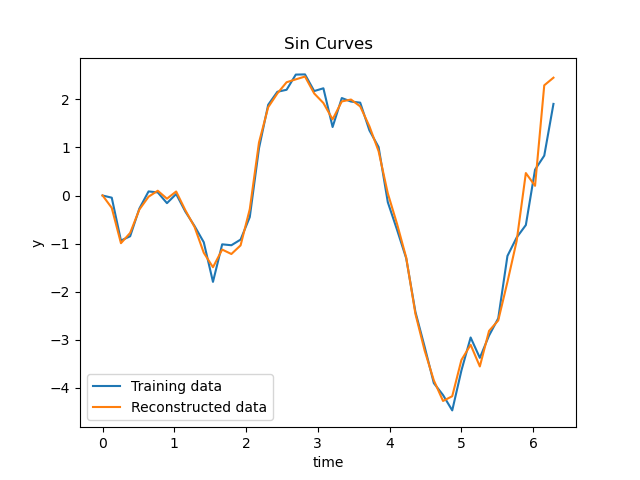 Sin Curves
2
1
0
−1
−2
−3
−4
y
Training data
Reconstructed data
0 1 2 3 4 5 6
time